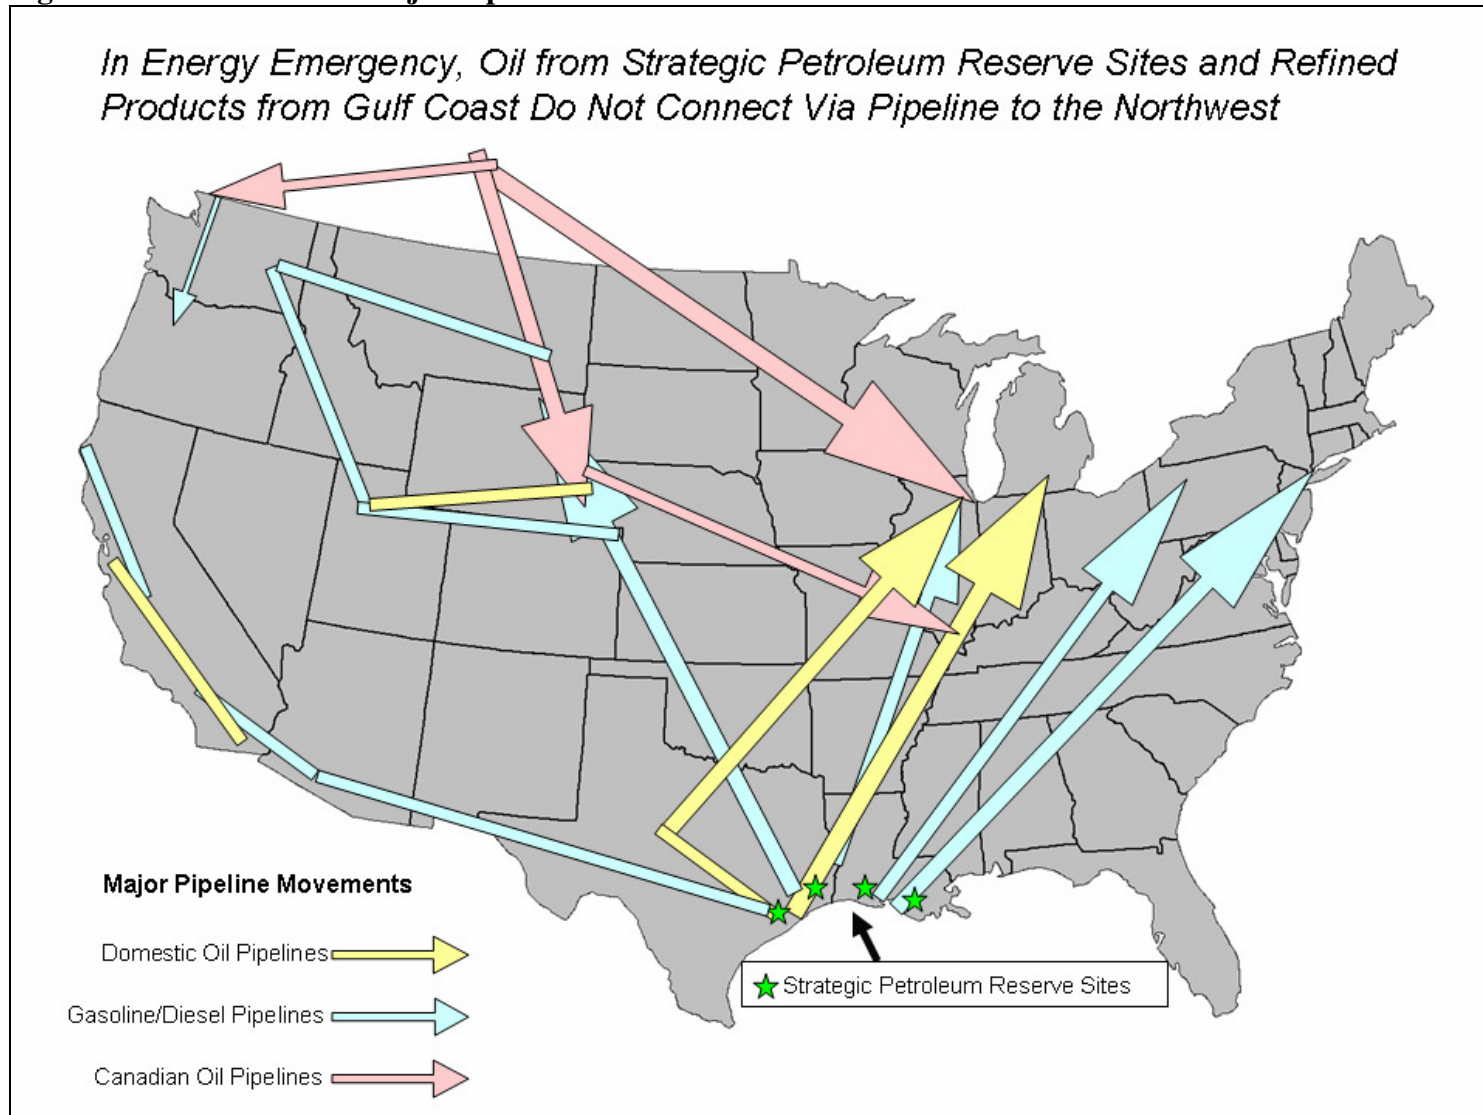 In Energy Emergency, Oil from Strategic Petroleum Reserve Sites and Refined
Products from Gulf Coast Do Not Connect Via Pipeline to the Northwest
Major Pipeline Movements
Domestic Oil Pipelines
Gasoline/Diesel Pipelines
Canadian Oil Pipelines
Strategic Petroleum Reserve Sites